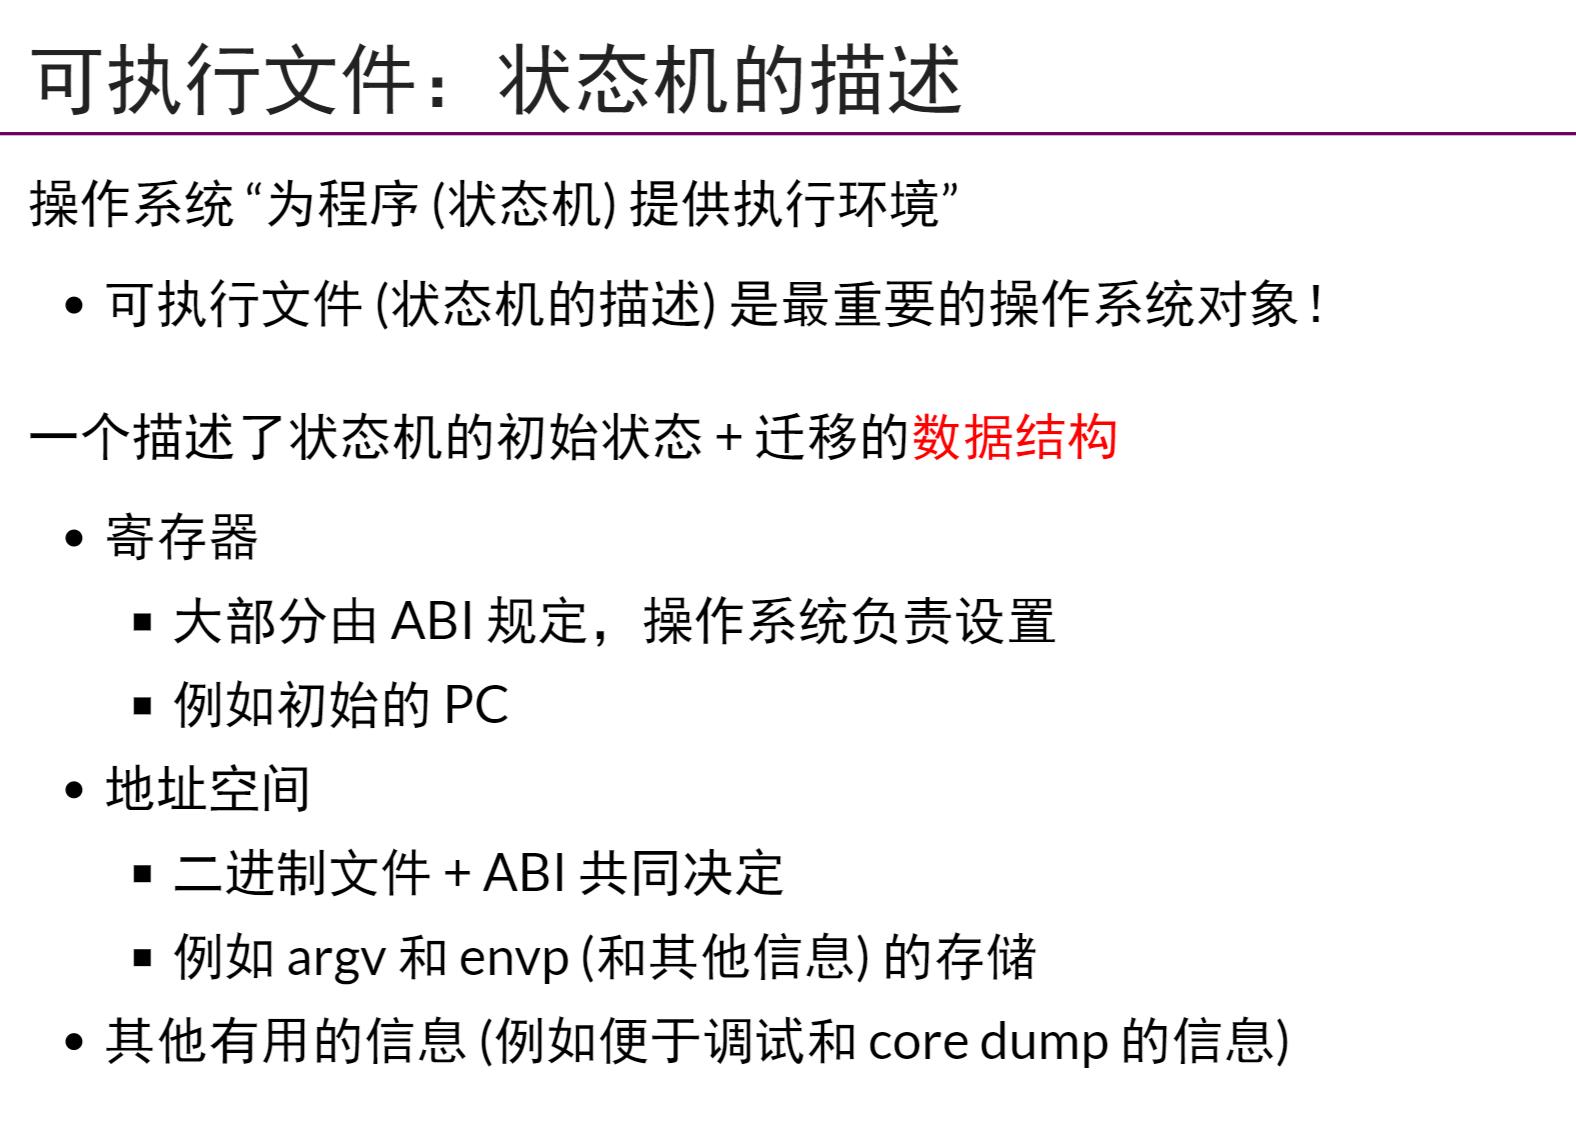 可执行文件：状态机的描述
操作系统 “为程序 (状态机) 提供执行环境”
• 可执行文件 (状态机的描述) 是最重要的操作系统对象！
一个描述了状态机的初始状态 + 迁移的数据结构
• 寄存器
▪ 大部分由 ABI 规定，操作系统负责设置
▪ 例如初始的 PC
• 地址空间
▪ 二进制文件 + ABI 共同决定
▪ 例如 argv 和 envp (和其他信息) 的存储
• 其他有用的信息 (例如便于调试和 core dump 的信息)